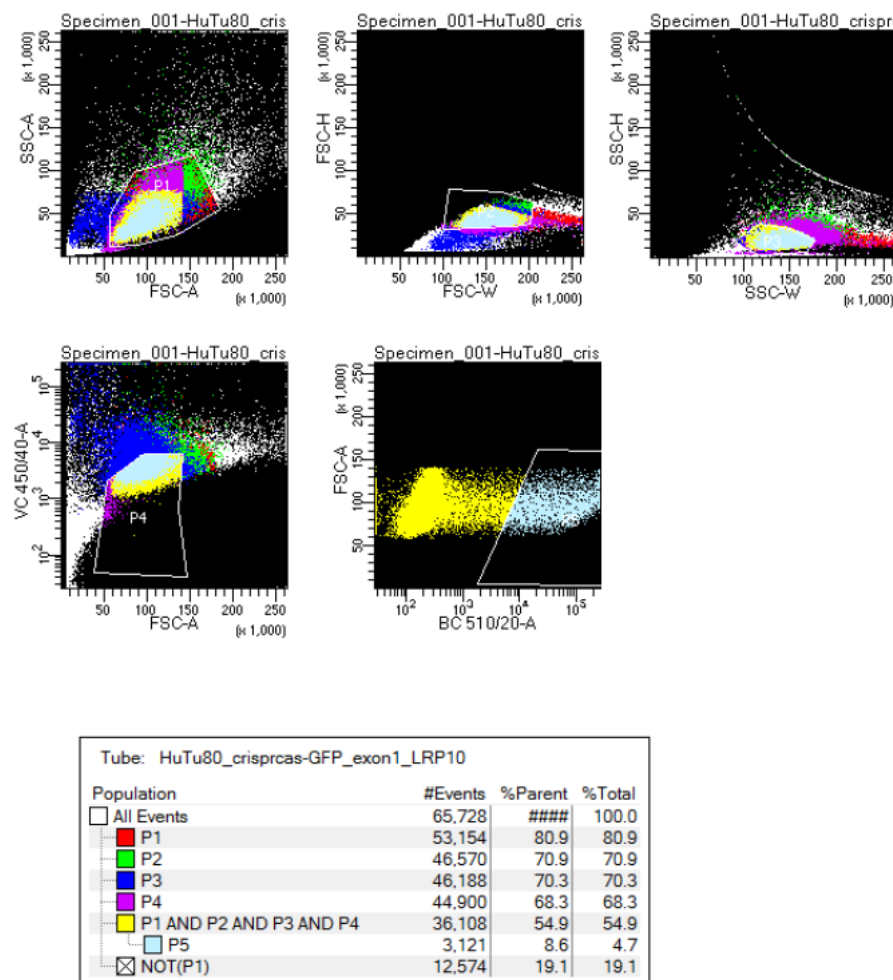 Specimen_001-HuTu80_cris
Specimen_001-HuTu80_cris
Specimen_001-HuTu80_crispr
(x 1,000)
SSC-A
50 100 150 200 250
P1
50 100 150 200 250
FSC-A
(x 1,000)
(x 1,000)
FSC-H
50 100 150 200 250
P2
50 100 150 200 250
FSC-W
(x 1,000)
(x 1,000)
SSC-H
50 100 150 200 250
P3
50 100 150 200 250
SSC-W
(x 1,000)
Specimen_001-HuTu80_cris
Specimen_001-HuTu80_cris
VC 450/40-A
10^2 10^3 10^4 10^5
P4
50 100 150 200 250
FSC-A
(x 1,000)
(x 1,000)
FSC-A
50 100 150 200 250
10^2 10^3 10^4 10^5
BC 510/20-A
Tube: HuTu80_crisprcas-GFP_exon1_LRP10
Population #Events %Parent %Total
All Events 65,728 #### 100.0
P1 53,154 80.9 80.9
P2 46,570 70.9 70.9
P3 46,188 70.3 70.3
P4 44,900 68.3 68.3
P1 AND P2 AND P3 AND P4 36,108 54.9 54.9
P5 3,121 8.6 4.7
NOT(P1) 12,574 19.1 19.1